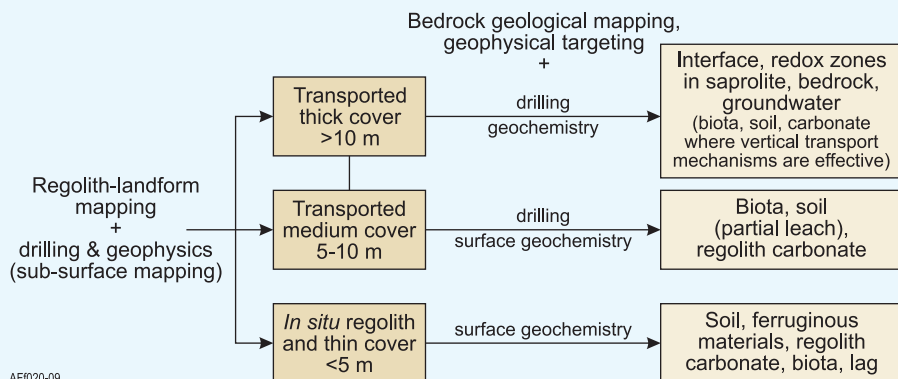 Regolith-landform
mapping
+
drilling & geophysics
(sub-surface mapping)
Bedrock geological mapping,
geophysical targeting
+
Transported
thick cover
>10 m
drilling
geochemistry
Interface, redox zones
in saprolite, bedrock,
groundwater
(biota, soil, carbonate
where vertical transport
mechanisms are effective)
Transported
medium cover
5-10 m
drilling
surface geochemistry
Biota, soil
(partial leach),
regolith carbonate
In situ regolith
and thin cover
<5 m
surface geochemistry
Soil, ferruginous
materials, regolith
carbonate, biota, lag
AFf020-09